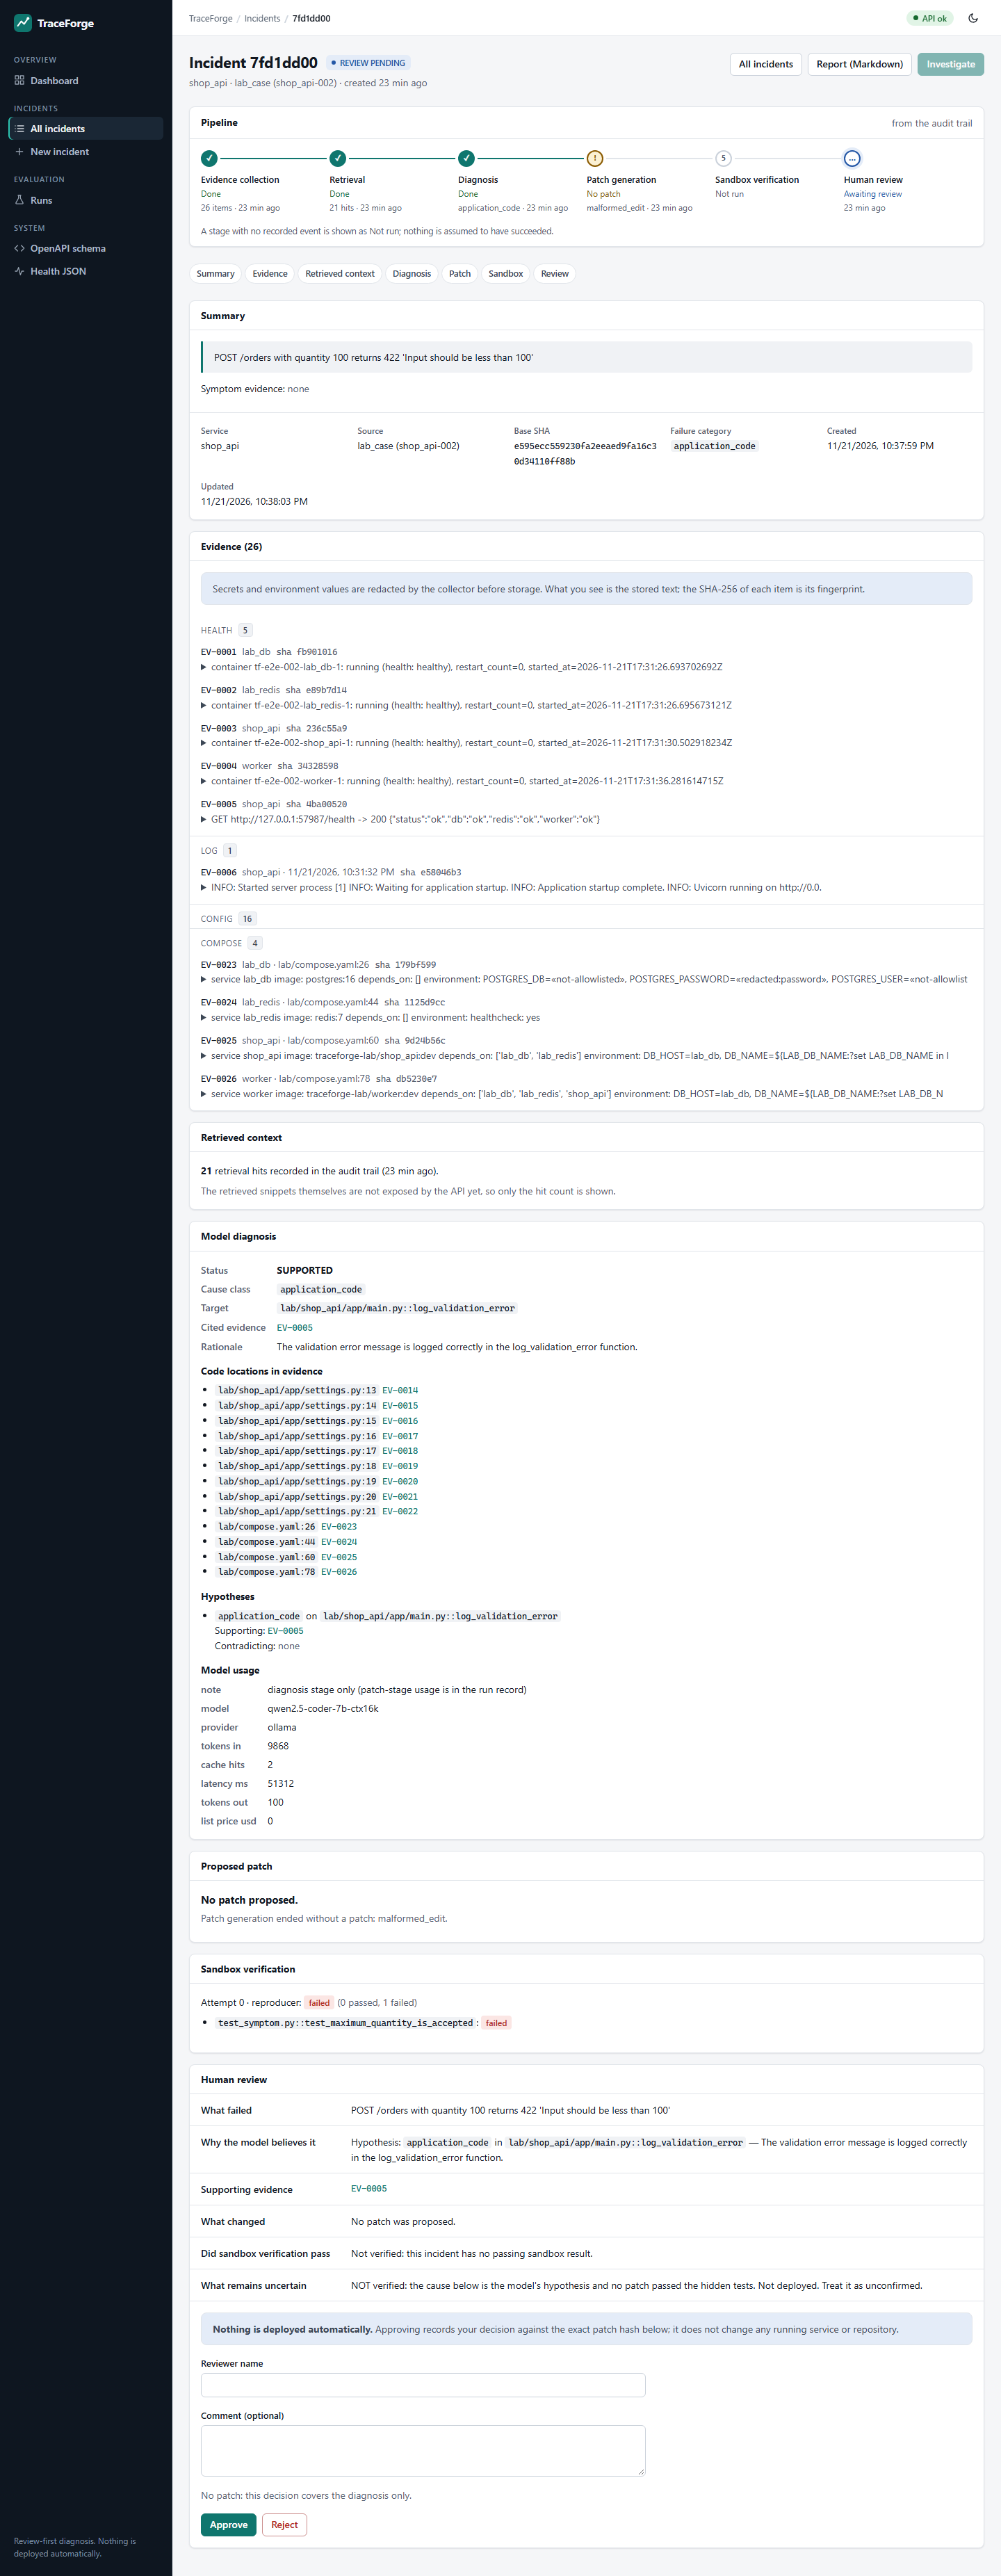 TraceForge
OVERVIEW
Dashboard
INCIDENTS
All incidents
New incident
EVALUATION
Runs
SYSTEM
OpenAPI schema
Health JSON
Review-first diagnosis. Nothing is
deployed automatically.
TraceForge / Incidents / 7fd1dd00
API ok
Incident 7fd1dd00 REVIEW PENDING
shop_api · lab_case (shop_api-002) · created 23 min ago
All incidents Report (Markdown) Investigate
Pipeline from the audit trail
! 5 ...
Evidence collection Retrieval Diagnosis Patch generation Sandbox verification Human review
Done Done Done No patch Not run Awaiting review
26 items · 23 min ago 21 hits · 23 min ago application_code · 23 min ago malformed_edit · 23 min ago 23 min ago
A stage with no recorded event is shown as Not run; nothing is assumed to have succeeded.
Summary Evidence Retrieved context Diagnosis Patch Sandbox Review
Summary
POST /orders with quantity 100 returns 422 'Input should be less than 100'
Symptom evidence: none
Service Source Base SHA Failure category Created
shop_api lab_case (shop_api-002) e595ecc559230fa2eeaed9fa16c3 application_code 11/21/2026, 10:37:59 PM
0d34110ff88b
Updated
11/21/2026, 10:38:03 PM
Evidence (26)
Secrets and environment values are redacted by the collector before storage. What you see is the stored text; the SHA-256 of each item is its fingerprint.
HEALTH 5
EV-0001 lab_db sha fb901016
container tf-e2e-002-lab_db-1: running (health: healthy), restart_count=0, started_at=2026-11-21T17:31:26.693702692Z
EV-0002 lab_redis sha e89b7d14
container tf-e2e-002-lab_redis-1: running (health: healthy), restart_count=0, started_at=2026-11-21T17:31:26.695673121Z
EV-0003 shop_api sha 236c55a9
container tf-e2e-002-shop_api-1: running (health: healthy), restart_count=0, started_at=2026-11-21T17:31:30.502918234Z
EV-0004 worker sha 34328598
container tf-e2e-002-worker-1: running (health: healthy), restart_count=0, started_at=2026-11-21T17:31:36.281614715Z
EV-0005 shop_api sha 4ba00520
GET http://127.0.0.1:57987/health -> 200 {"status":"ok","db":"ok","redis":"ok","worker":"ok"}
LOG 1
EV-0006 shop_api · 11/21/2026, 10:31:32 PM sha e58046b3
INFO: Started server process [1] INFO: Waiting for application startup. INFO: Application startup complete. INFO: Uvicorn running on http://0.0.
CONFIG 16
COMPOSE 4
EV-0023 lab_db · lab/compose.yaml:26 sha 179bf599
service lab_db image: postgres:16 depends_on: [] environment: POSTGRES_DB=«not-allowlisted», POSTGRES_PASSWORD=«redacted:password», POSTGRES_USER=«not-allowlist
EV-0024 lab_redis · lab/compose.yaml:44 sha 1125d9cc
service lab_redis image: redis:7 depends_on: [] environment: healthcheck: yes
EV-0025 shop_api · lab/compose.yaml:60 sha 9d24b56c
service shop_api image: traceforge-lab/shop_api:dev depends_on: ['lab_db', 'lab_redis'] environment: DB_HOST=lab_db, DB_NAME=${LAB_DB_NAME:?set LAB_DB_NAME in l
EV-0026 worker · lab/compose.yaml:78 sha db5230e7
service worker image: traceforge-lab/worker:dev depends_on: ['lab_db', 'lab_redis', 'shop_api'] environment: DB_HOST=lab_db, DB_NAME=${LAB_DB_NAME:?set LAB_DB_N
Retrieved context
21 retrieval hits recorded in the audit trail (23 min ago).
The retrieved snippets themselves are not exposed by the API yet, so only the hit count is shown.
Model diagnosis
Status SUPPORTED
Cause class application_code
Target lab/shop_api/app/main.py::log_validation_error
Cited evidence EV-0005
Rationale The validation error message is logged correctly in the log_validation_error function.
Code locations in evidence
lab/shop_api/app/settings.py:13 EV-0014
lab/shop_api/app/settings.py:14 EV-0015
lab/shop_api/app/settings.py:15 EV-0016
lab/shop_api/app/settings.py:16 EV-0017
lab/shop_api/app/settings.py:17 EV-0018
lab/shop_api/app/settings.py:18 EV-0019
lab/shop_api/app/settings.py:19 EV-0020
lab/shop_api/app/settings.py:20 EV-0021
lab/shop_api/app/settings.py:21 EV-0022
lab/compose.yaml:26 EV-0023
lab/compose.yaml:44 EV-0024
lab/compose.yaml:60 EV-0025
lab/compose.yaml:78 EV-0026
Hypotheses
application_code on lab/shop_api/app/main.py::log_validation_error
Supporting: EV-0005
Contradicting: none
Model usage
note diagnosis stage only (patch-stage usage is in the run record)
model qwen2.5-coder-7b-ctx16k
provider ollama
tokens in 9868
cache hits 2
latency ms 51312
tokens out 100
list price usd 0
Proposed patch
No patch proposed.
Patch generation ended without a patch: malformed_edit.
Sandbox verification
Attempt 0 · reproducer: failed (0 passed, 1 failed)
test_symptom.py::test_maximum_quantity_is_accepted : failed
Human review
What failed POST /orders with quantity 100 returns 422 'Input should be less than 100'
Why the model believes it Hypothesis: application_code in lab/shop_api/app/main.py::log_validation_error — The validation error message is logged correctly
in the log_validation_error function.
Supporting evidence EV-0005
What changed No patch was proposed.
Did sandbox verification pass Not verified: this incident has no passing sandbox result.
What remains uncertain NOT verified: the cause below is the model's hypothesis and no patch passed the hidden tests. Not deployed. Treat it as unconfirmed.
Nothing is deployed automatically. Approving records your decision against the exact patch hash below; it does not change any running service or repository.
Reviewer name
Comment (optional)
No patch: this decision covers the diagnosis only.
Approve Reject